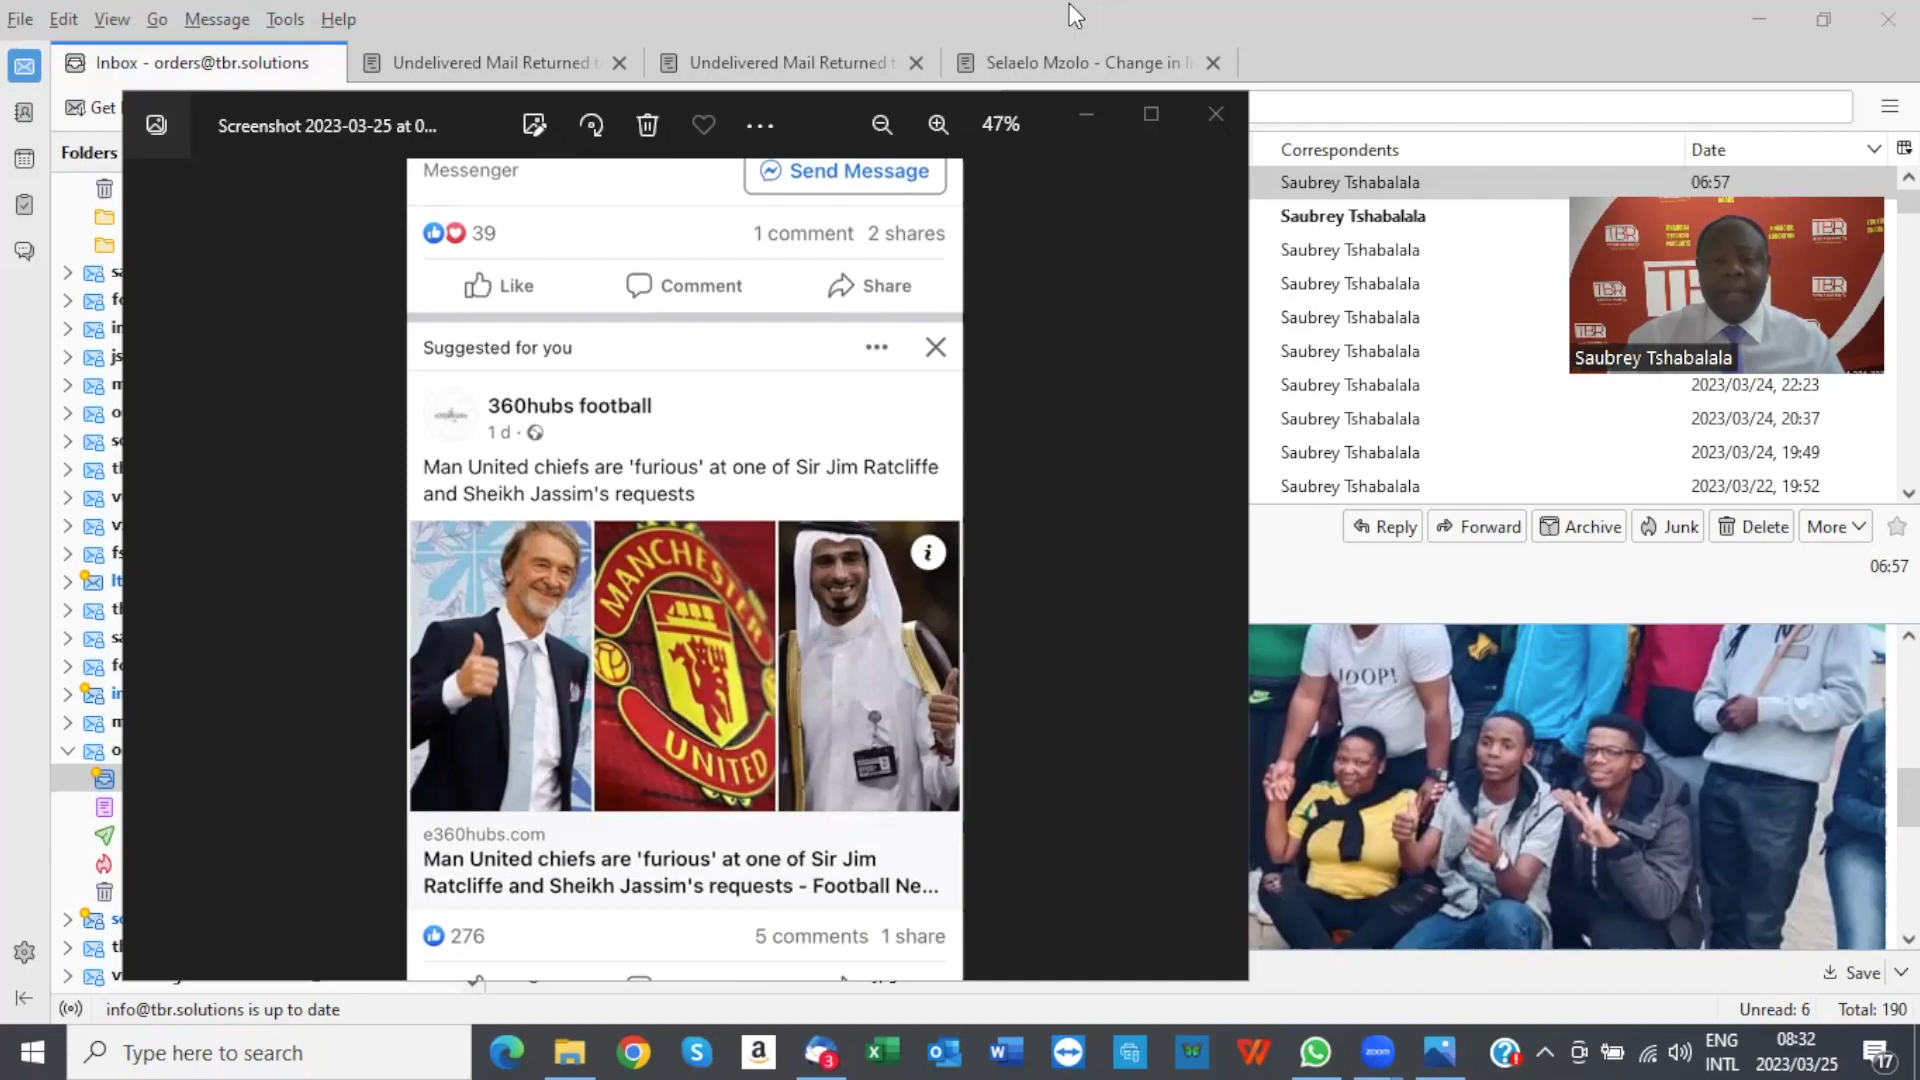 File Edit View Go Message Tools Help
Inbox - orders@tbr.solutions
Undelivered Mail Returned t
Undelivered Mail Returned t
Selaelo Mzolo - Change in I
Get
Screenshot 2023-03-25 at 0...
47%
Folders
Correspondents Date
Saubrey Tshabalala 06:57
Saubrey Tshabalala
Saubrey Tshabalala
Saubrey Tshabalala
Saubrey Tshabalala
Saubrey Tshabalala
Saubrey Tshabalala 2023/03/24, 22:23
Saubrey Tshabalala 2023/03/24, 20:37
Saubrey Tshabalala 2023/03/24, 19:49
Saubrey Tshabalala 2023/03/22, 19:52
TBR
TBR
TBR
TBR
TBR
Saubrey Tshabalala
Messenger
Send Message
39
1 comment 2 shares
Like Comment Share
Suggested for you
360hubs football
1 d
Man United chiefs are 'furious' at one of Sir Jim Ratcliffe
and Sheikh Jassim's requests
MANCHESTER
UNITED
e360hubs.com
Man United chiefs are 'furious' at one of Sir Jim
Ratcliffe and Sheikh Jassim's requests - Football Ne...
276
5 comments 1 share
Reply Forward Archive Junk Delete More
06:57
JOOP!
Save
info@tbr.solutions is up to date
Unread: 6 Total: 190
Type here to search
a
3
zoom
ENG
INTL
08:32
2023/03/25
17